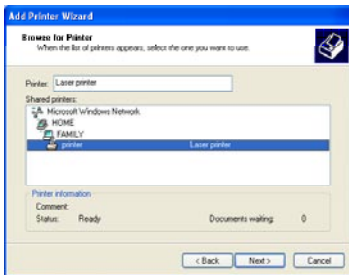 Add Printer Wizard
Browse for Printer
When the list of printers appears, select the one you want to use.
Printer: Laser printer
Shared printers:
Microsoft Windows Network
HOME
FAMILY
printer Laser printer
Printer information
Comment:
Status: Ready Documents waiting: 0
< Back Next > Cancel